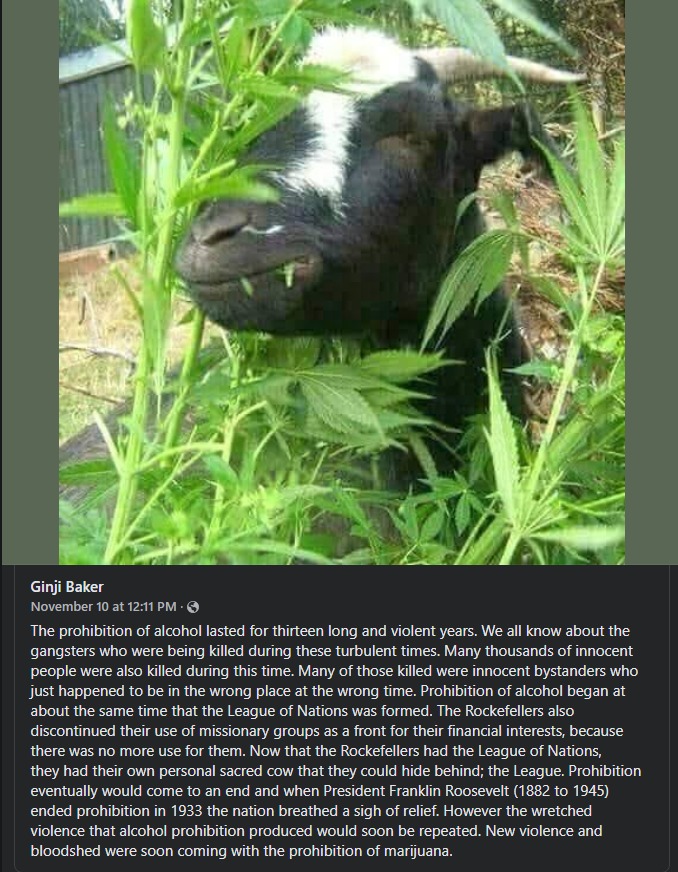 Ginji Baker
November 10 at 12:11 PM ·
The prohibition of alcohol lasted for thirteen long and violent years. We all know about the
gangsters who were being killed during these turbulent times. Many thousands of innocent
people were also killed during this time. Many of those killed were innocent bystanders who
just happened to be in the wrong place at the wrong time. Prohibition of alcohol began at
about the same time that the League of Nations was formed. The Rockefellers also
discontinued their use of missionary groups as a front for their financial interests, because
there was no more use for them. Now that the Rockefellers had the League of Nations,
they had their own personal sacred cow that they could hide behind; the League. Prohibition
eventually would come to an end and when President Franklin Roosevelt (1882 to 1945)
ended prohibition in 1933 the nation breathed a sigh of relief. However the wretched
violence that alcohol prohibition produced would soon be repeated. New violence and
bloodshed were soon coming with the prohibition of marijuana.